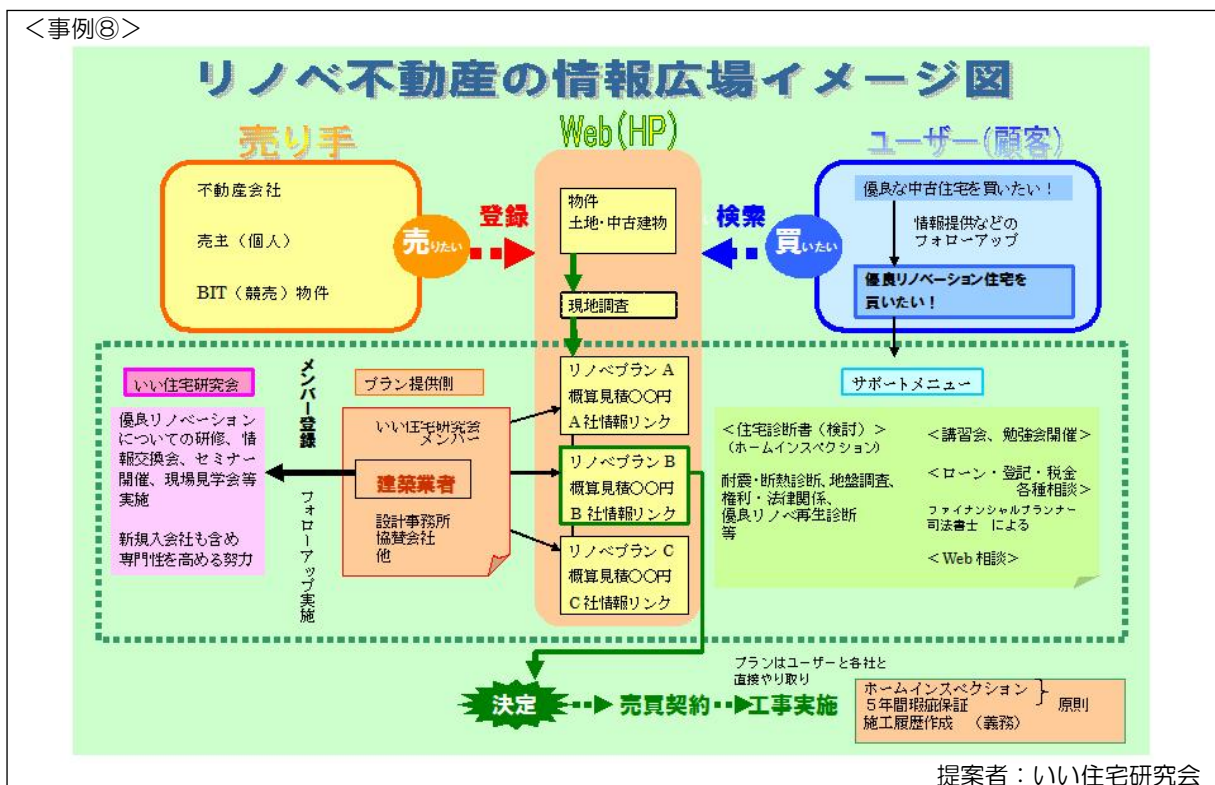 ＜事例⑧＞
リノベ不動産の情報広場イメージ図
売り手
Web(HP)
ユーザー(顧客)
不動産会社
売主（個人）
BIT（競売）物件
売りたい
登録
物件
土地・中古建物
現地調査
検索
買いたい
優良な中古住宅を買いたい！
情報提供などの
フォローアップ
優良リノベーション住宅を
買いたい！
いい住宅研究会
優良リノベーション
についての研修、情
報交換会、セミナー
開催、現場見学会等
実施
新規入会社も含め
専門性を高める努力
メンバー登録
フォローアップ実施
プラン提供側
いい住宅研究会
メンバー
建築業者
設計事務所
協賛会社
他
リノベプラン A
概算見積〇〇円
A 社情報リンク
リノベプラン B
概算見積〇〇円
B 社情報リンク
リノベプラン C
概算見積〇〇円
C 社情報リンク
サポートメニュー
＜住宅診断書（検討）＞
（ホームインスペクション）
耐震・断熱診断、地盤調査、
権利・法律関係、
優良リノベ再生診断
等
＜講習会、勉強会開催＞
＜ローン・登記・税金
各種相談＞
ファイナンシャルプランナー
司法書士　による
＜Web 相談＞
決定
売買契約
工事実施
プランはユーザーと各社と
直接やり取り
ホームインスペクション
５年間瑕疵保証
施工履歴作成　（義務）
原則
提案者：いい住宅研究会